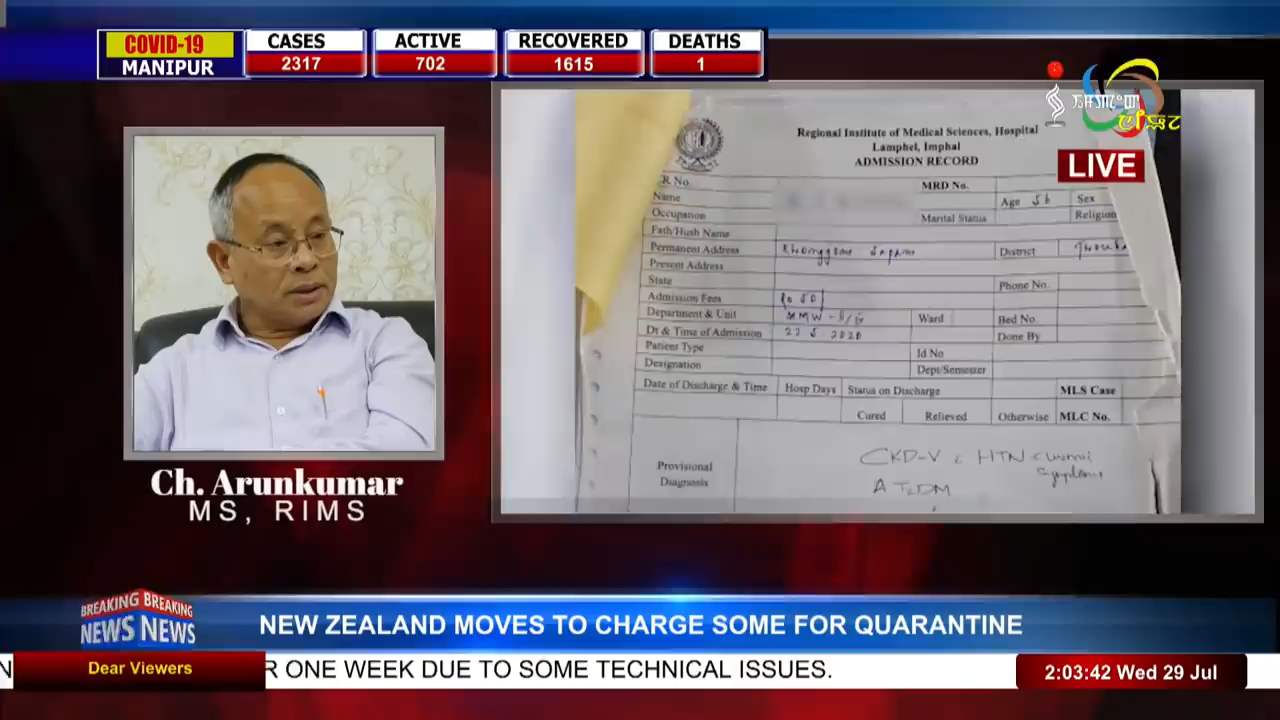 COVID-19
MANIPUR
CASES
2317
ACTIVE
702
RECOVERED
1615
DEATHS
1
LIVE
Regional Institute of Medical Sciences, Hospital
Lamphel, Imphal
ADMISSION RECORD
CR No.
MRD No.
Name
Age 56 Sex
Occupation
Marital Status
Religion
Fath/Husb Name
Permanent Address
District
Present Address
State
Phone No.
Admission Fees
Rs 50/
Department & Unit
Ward
Bed No.
Dt & Time of Admission
2020
Done By
Patient Type
Id No
Designation
Dept/Semester
Date of Discharge & Time
Hosp Days
Status on Discharge
MLS Case
Cured
Relieved
Otherwise
MLC No.
Provisional
Diagnosis
CKD-V
HTN
Ch. Arunkumar
MS, RIMS
BREAKING BREAKING
NEWS NEWS
NEW ZEALAND MOVES TO CHARGE SOME FOR QUARANTINE
Dear Viewers
R ONE WEEK DUE TO SOME TECHNICAL ISSUES.
2:03:42 Wed 29 Jul